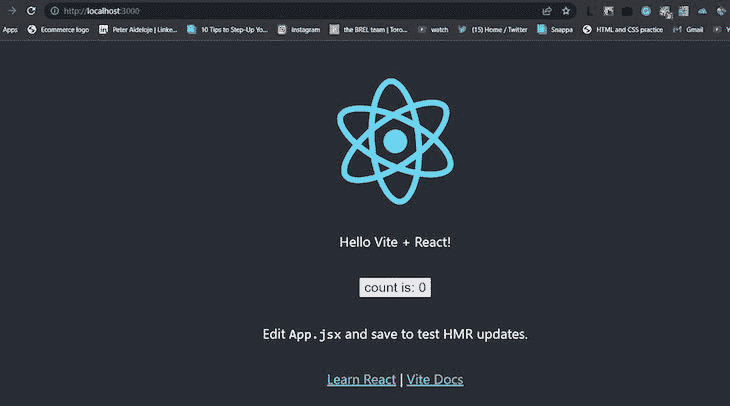 http://localhost:3000
Apps Ecommerce logo Peter Aideloje | Linke... 10 Tips to Step-Up Yo... Instagram the BREL team | Toro... watch (15) Home / Twitter Snappa HTML and CSS practice Gmail
Hello Vite + React!
count is: 0
Edit App.jsx and save to test HMR updates.
Learn React | Vite Docs